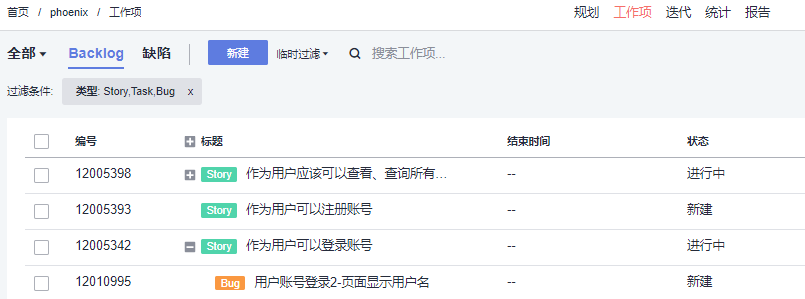 首页 / phoenix / 工作项 规划 工作项 迭代 统计 报告
全部 Backlog 缺陷 新建 临时过滤 搜索工作项...
过滤条件: 类型: Story,Task,Bug x
编号 标题 结束时间 状态
12005398 Story 作为用户应该可以查看、查询所有... -- 进行中
12005393 Story 作为用户可以注册账号 -- 新建
12005342 Story 作为用户可以登录账号 -- 进行中
12010995 Bug 用户账号登录2-页面显示用户名 -- 新建